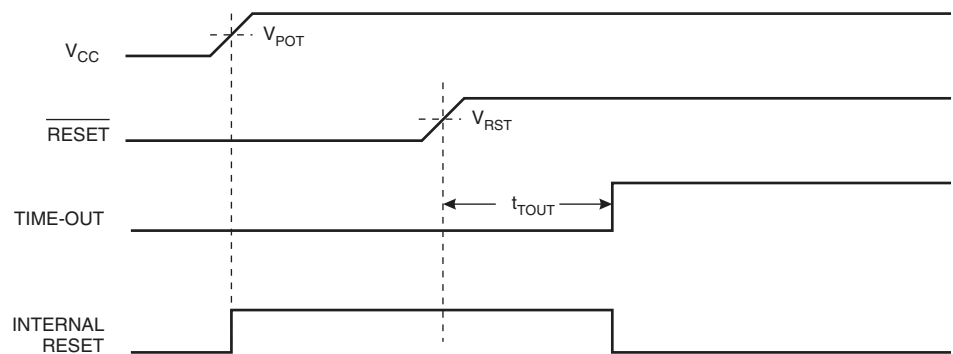 V_CC
V_POT
RESET
V_RST
TIME-OUT
t_TOUT
INTERNAL
RESET